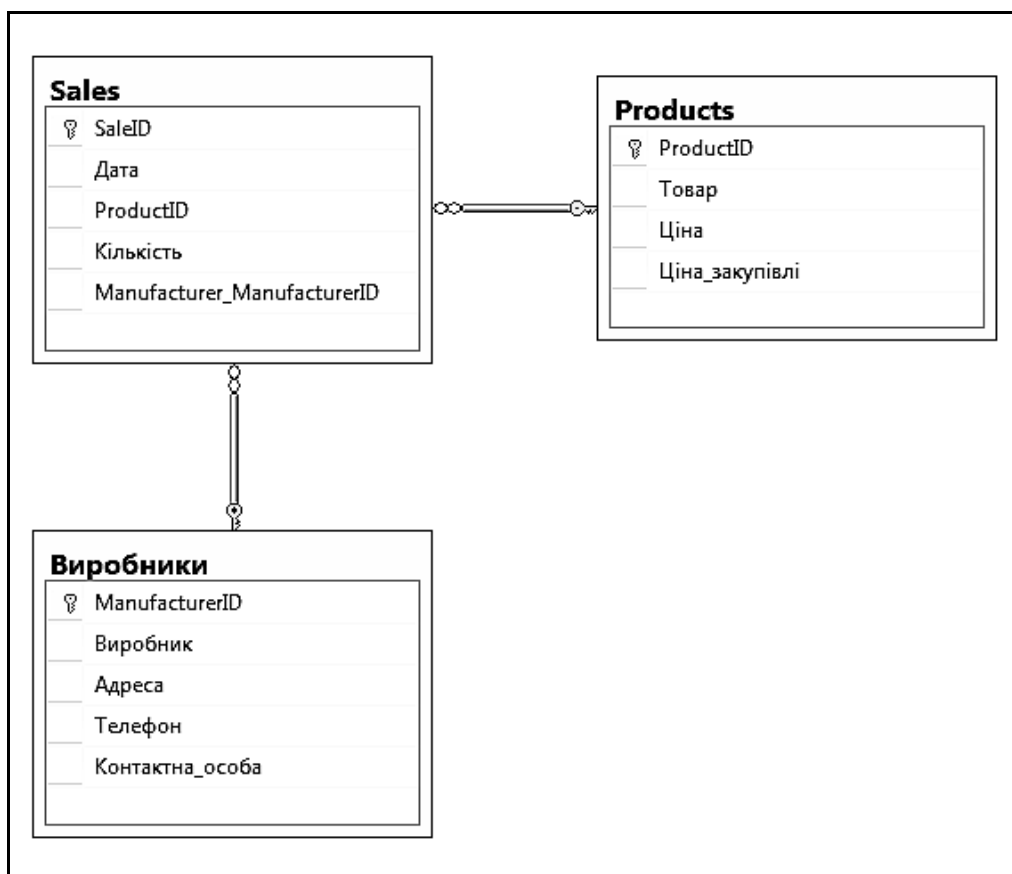 Sales
SaleID
Дата
ProductID
Кількість
Manufacturer_ManufacturerID
Products
ProductID
Товар
Ціна
Ціна_закупівлі
Виробники
ManufacturerID
Виробник
Адреса
Телефон
Контактна_особа